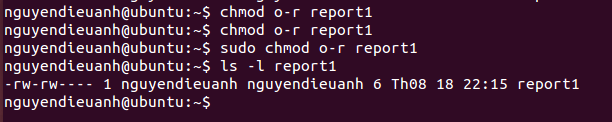 nguyendieuanh@ubuntu:~$ chmod o-r report1
nguyendieuanh@ubuntu:~$ chmod o-r report1
nguyendieuanh@ubuntu:~$ sudo chmod o-r report1
nguyendieuanh@ubuntu:~$ ls -l report1
-rw-rw---- 1 nguyendieuanh nguyendieuanh 6 Th08 18 22:15 report1
nguyendieuanh@ubuntu:~$